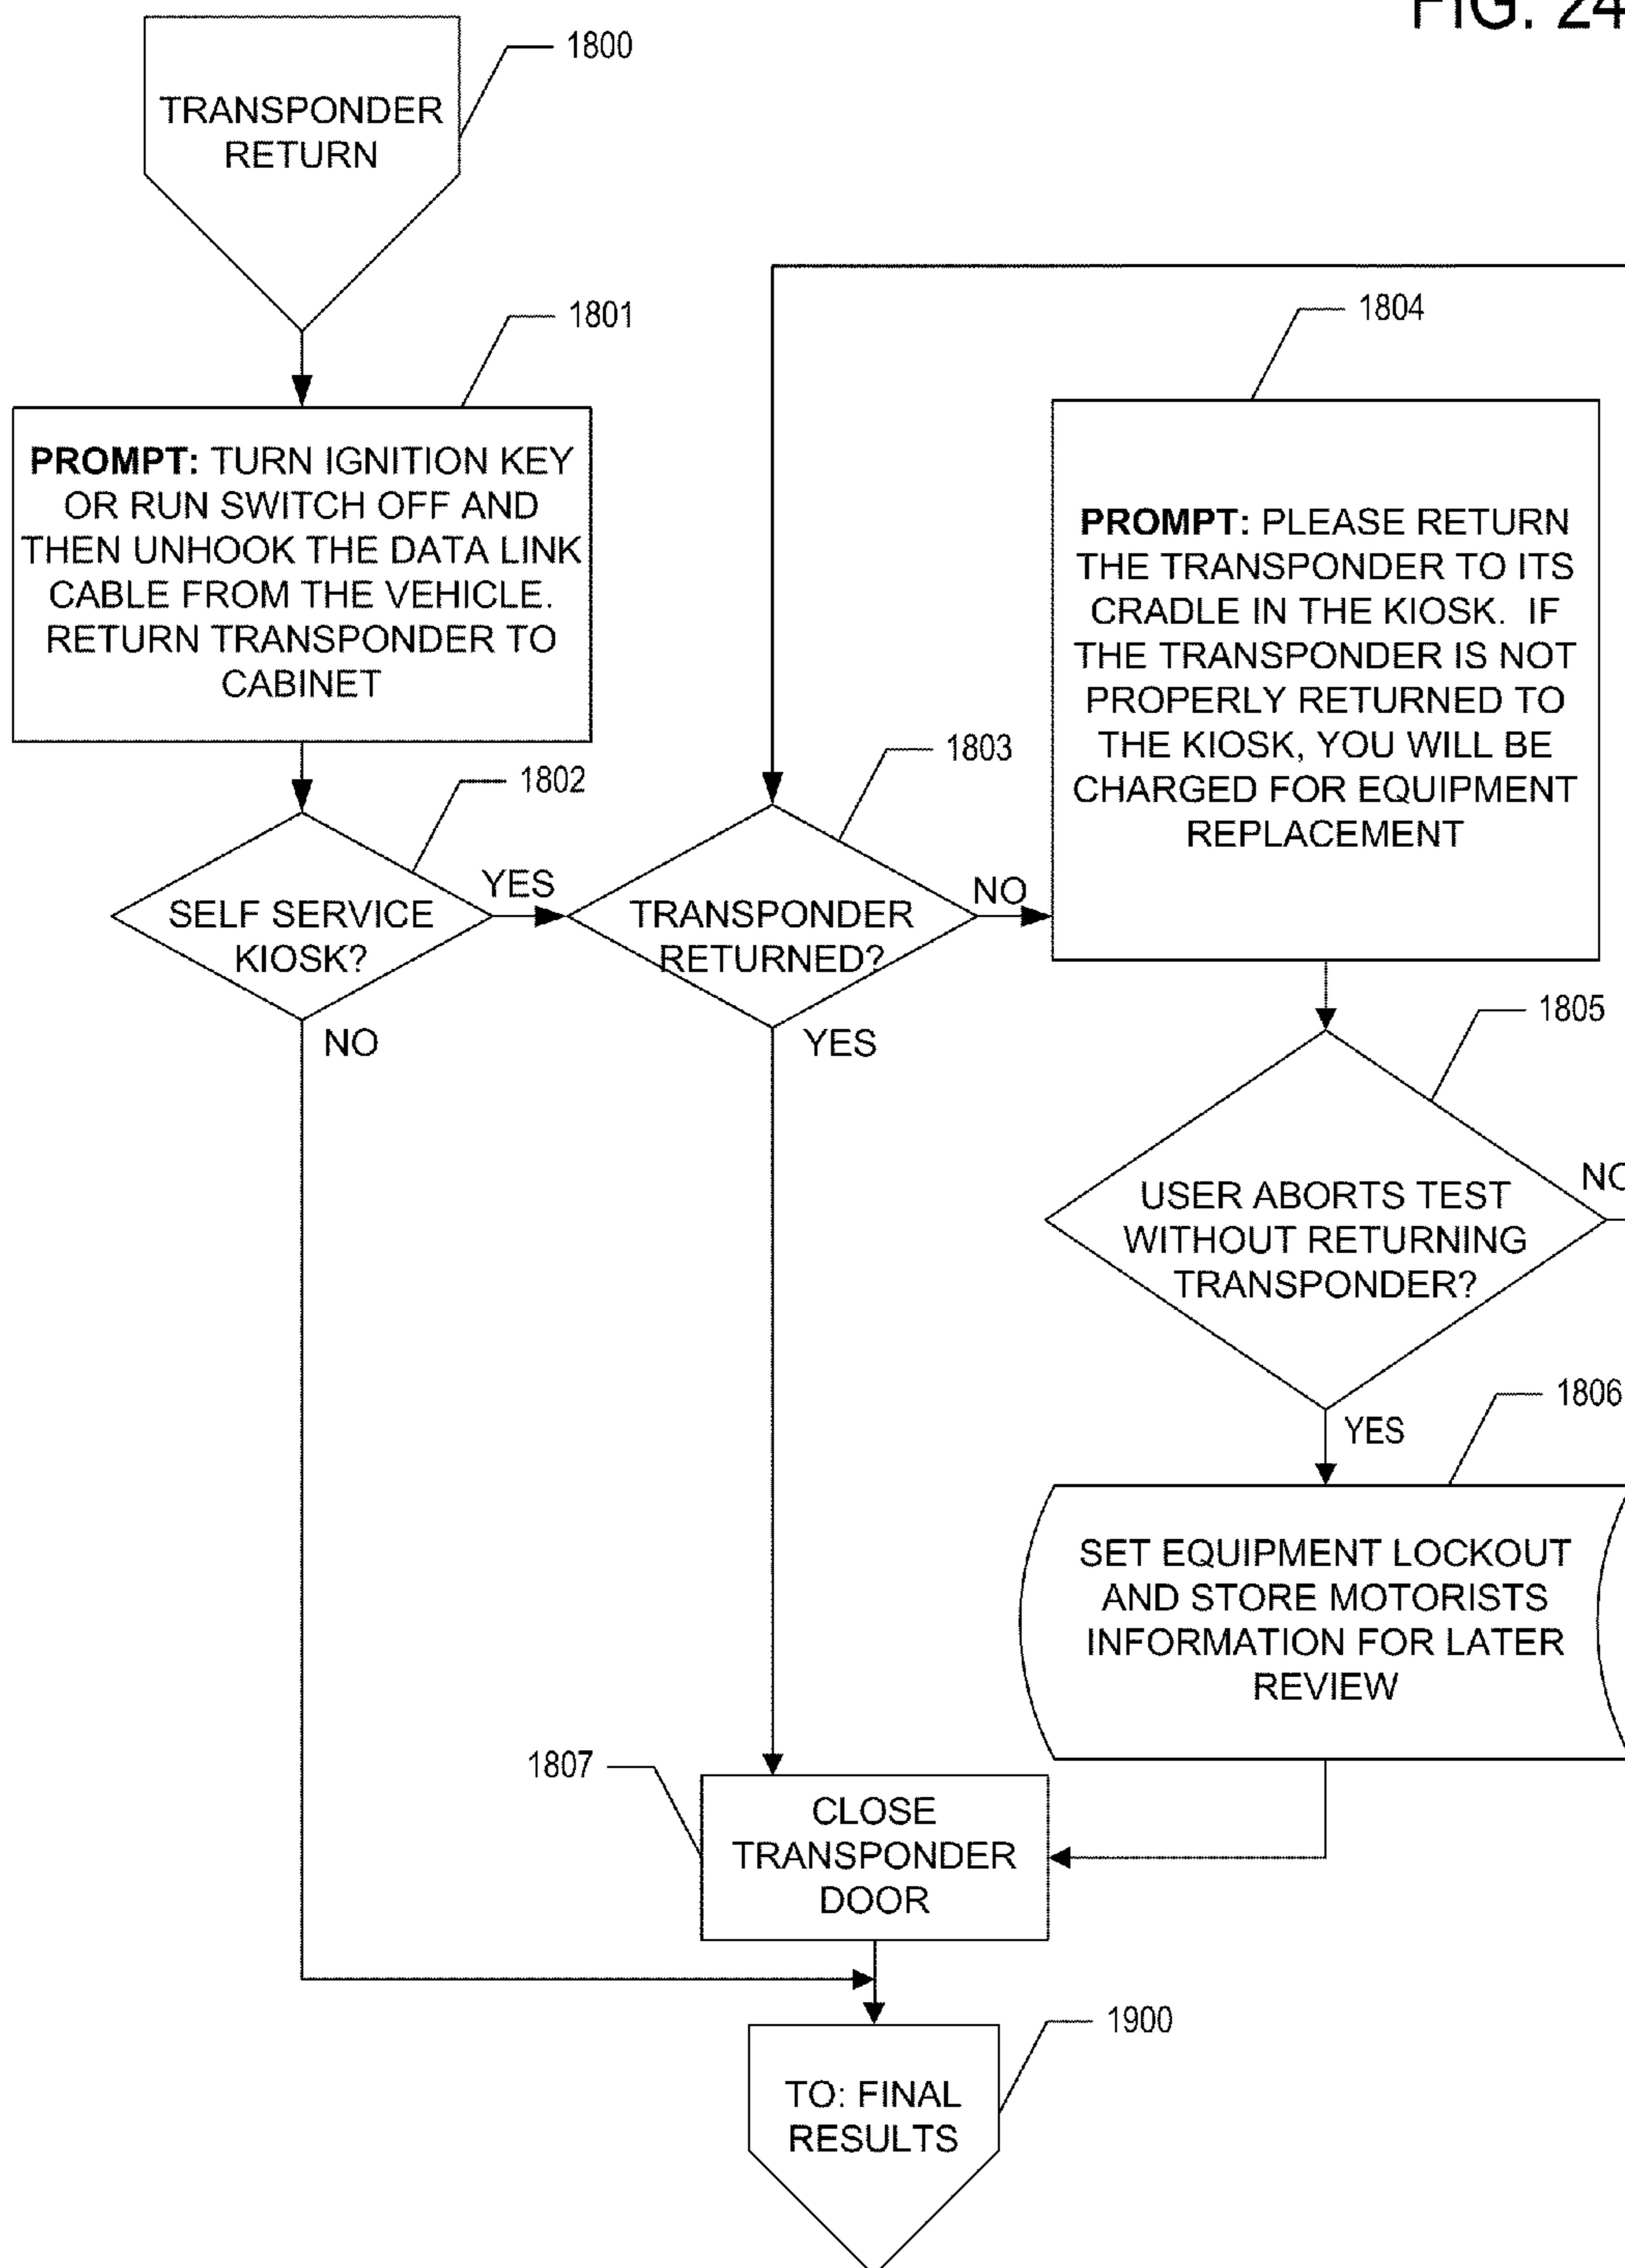 FIG. 24
1800
TRANSPONDER
RETURN
1801
PROMPT: TURN IGNITION KEY
OR RUN SWITCH OFF AND
THEN UNHOOK THE DATA LINK
CABLE FROM THE VEHICLE.
RETURN TRANSPONDER TO
CABINET
1802
SELF SERVICE
KIOSK?
YES
NO
1803
TRANSPONDER
RETURNED?
NO
YES
1804
PROMPT: PLEASE RETURN
THE TRANSPONDER TO ITS
CRADLE IN THE KIOSK. IF
THE TRANSPONDER IS NOT
PROPERLY RETURNED TO
THE KIOSK, YOU WILL BE
CHARGED FOR EQUIPMENT
REPLACEMENT
1805
USER ABORTS TEST
WITHOUT RETURNING
TRANSPONDER?
NO
YES
1806
SET EQUIPMENT LOCKOUT
AND STORE MOTORISTS
INFORMATION FOR LATER
REVIEW
1807
CLOSE
TRANSPONDER
DOOR
1900
TO: FINAL
RESULTS